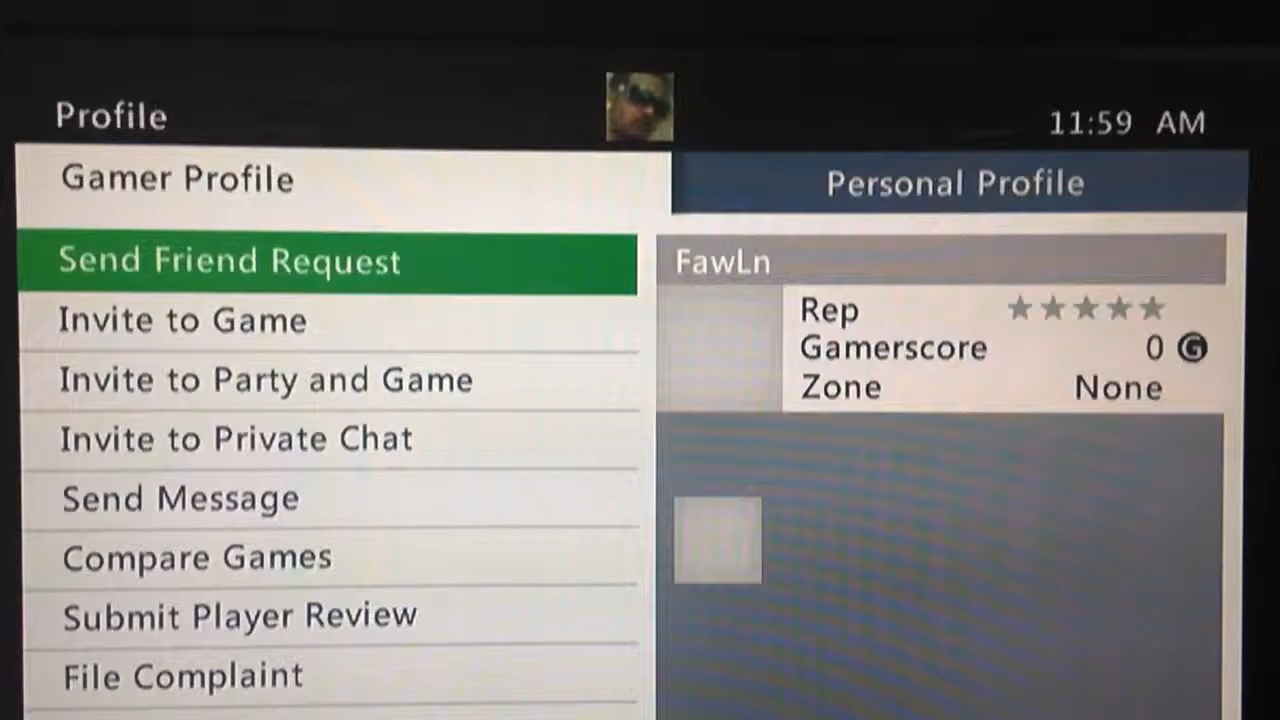 Profile
11:59 AM
Gamer Profile
Personal Profile
Send Friend Request
Invite to Game
Invite to Party and Game
Invite to Private Chat
Send Message
Compare Games
Submit Player Review
File Complaint
FawLn
Rep ★★★★★
Gamerscore 0 G
Zone None